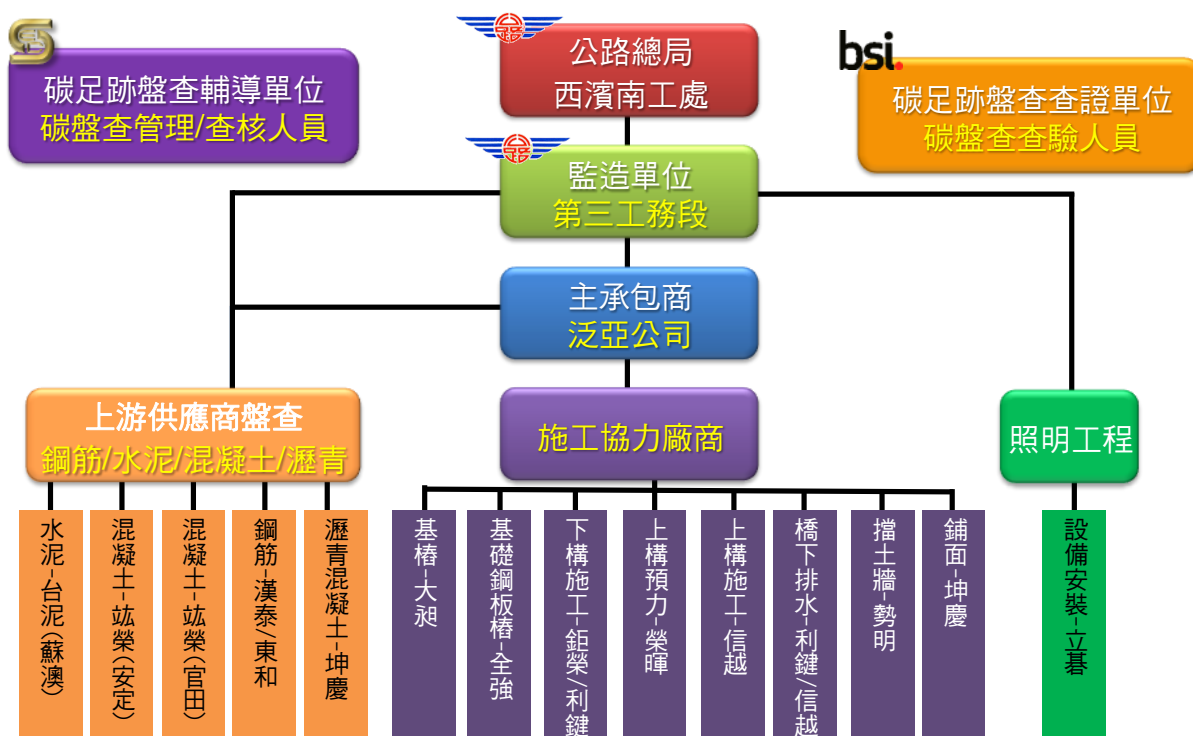 公路總局
西濱南工處
碳足跡盤查輔導單位
碳盤查管理/查核人員
bsi.
碳足跡盤查查證單位
碳盤查查驗人員
監造單位
第三工務段
主承包商
泛亞公司
上游供應商盤查
鋼筋/水泥/混凝土/瀝青
施工協力廠商
照明工程
水泥-台泥(蘇澳)
混凝土-竑榮(安定)
混凝土-竑榮(官田)
鋼筋-漢泰/東和
瀝青混凝土-坤慶
基樁-大昶
基礎鋼板樁-全強
下構施工-鉅榮/利鍵
上構預力-榮暉
上構施工-信越
橋下排水-利鍵/信越
擋土牆-勢明
鋪面-坤慶
設備安裝-立碁